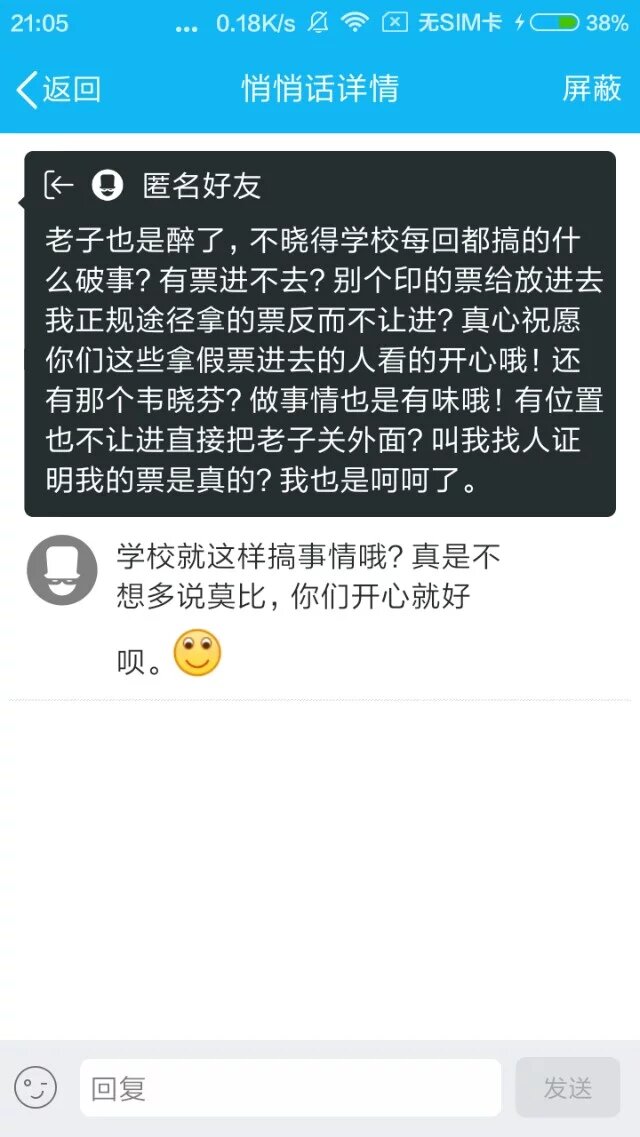 21:05 ... 0.18K/s 无SIM卡 38%
返回 悄悄话详情 屏蔽
匿名好友
老子也是醉了，不晓得学校每回都搞的什
么破事？有票进不去？别个印的票给放进去
我正规途径拿的票反而不让进？真心祝愿
你们这些拿假票进去的人看的开心哦！还
有那个韦晓芬？做事情也是有味哦！有位置
也不让进直接把老子关外面？叫我找人证
明我的票是真的？我也是呵呵了。
学校就这样搞事情哦？真是不
想多说莫比，你们开心就好
呗。
回复 发送